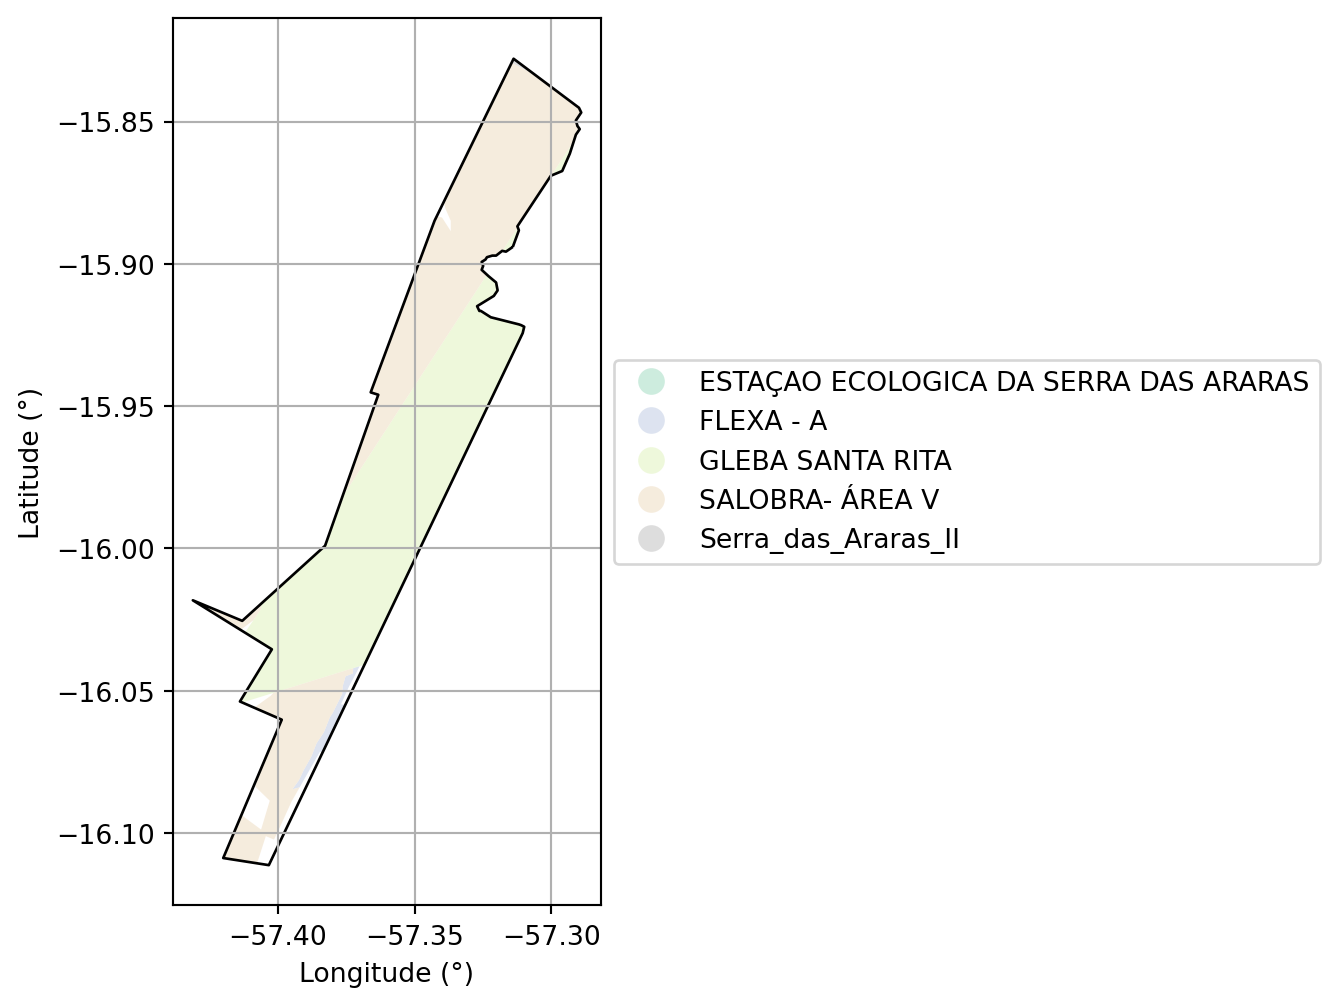 −15.85
−15.90
−15.95
−16.00
−16.05
−16.10
Latitude (°)
−57.40
−57.35
−57.30
Longitude (°)
ESTAÇAO ECOLOGICA DA SERRA DAS ARARAS
FLEXA - A
GLEBA SANTA RITA
SALOBRA- ÁREA V
Serra_das_Araras_II